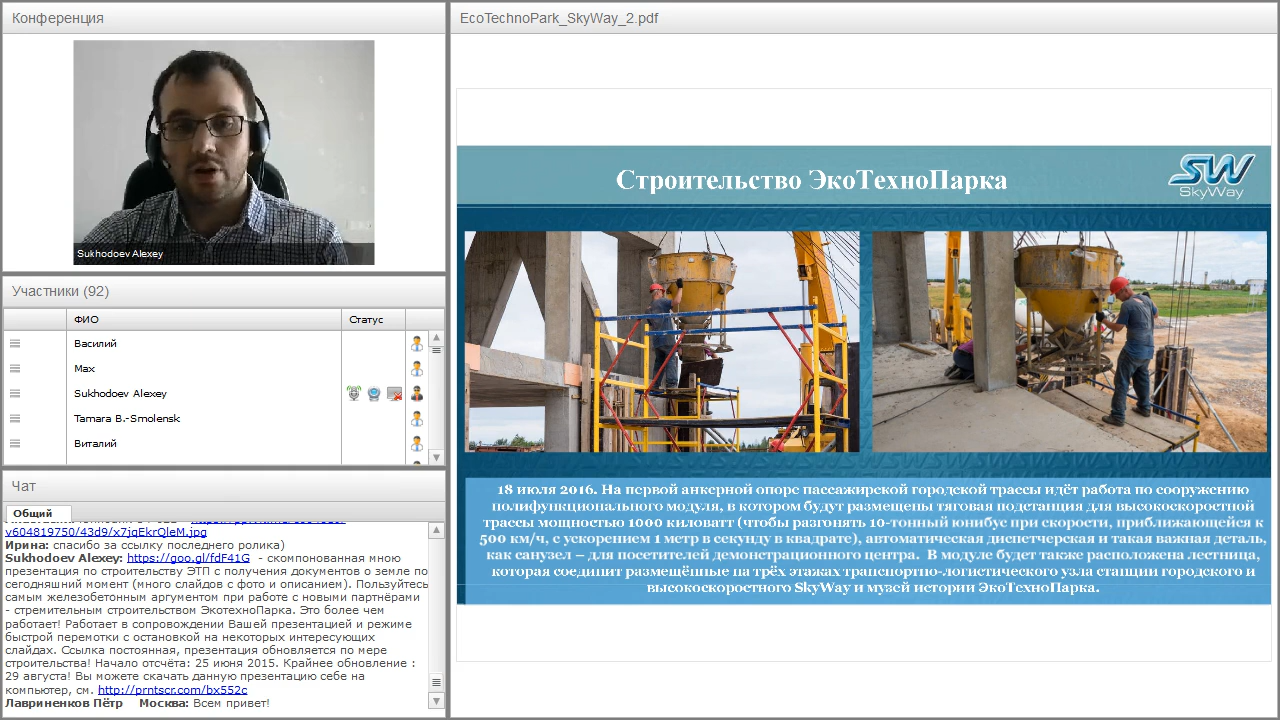 Конференция
Sukhodoev Alexey
Участники (92)
ФИО Статус
Василий
Max
Sukhodoev Alexey
Tamara B.-Smolensk
Виталий
Чат
Общий
v604819750/43d9/x7jqEkrQIeM.jpg
Ирина: спасибо за ссылку последнего ролика)
Sukhodoev Alexey: https://goo.gl/fdF41G - скомпонованная мною
презентация по строительству ЭТП с получения документов о земле по
сегодняшний момент (много слайдов с фото и описанием). Пользуйтесь
самым железобетонным аргументом при работе с новыми партнёрами
- стремительным строительством ЭкотехноПарка. Это более чем
работает! Работает в сопровождении Вашей презентацией и режиме
быстрой перемотки с остановкой на некоторых интересующих
слайдах. Ссылка постоянная, презентация обновляется по мере
строительства! Начало отсчёта: 25 июня 2015. Крайнее обновление :
29 августа! Вы можете скачать данную презентацию себе на
компьютер, см. http://prntscr.com/bx552c
Лавриненков Пётр Москва: Всем привет!
EcoTechnoPark_SkyWay_2.pdf
Строительство ЭкоТехноПарка
SW
SkyWay
18 июля 2016. На первой анкерной опоре пассажирской городской трассы идёт работа по сооружению
полифункционального модуля, в котором будут размещены тяговая подстанция для высокоскоростной
трассы мощностью 1000 киловатт (чтобы разгонять 10-тонный юнибус при скорости, приближающейся к
500 км/ч, с ускорением 1 метр в секунду в квадрате), автоматическая диспетчерская и такая важная деталь,
как санузел – для посетителей демонстрационного центра. В модуле будет также расположена лестница,
которая соединит размещённые на трёх этажах транспортно-логистического узла станции городского и
высокоскоростного SkyWay и музей истории ЭкоТехноПарка.